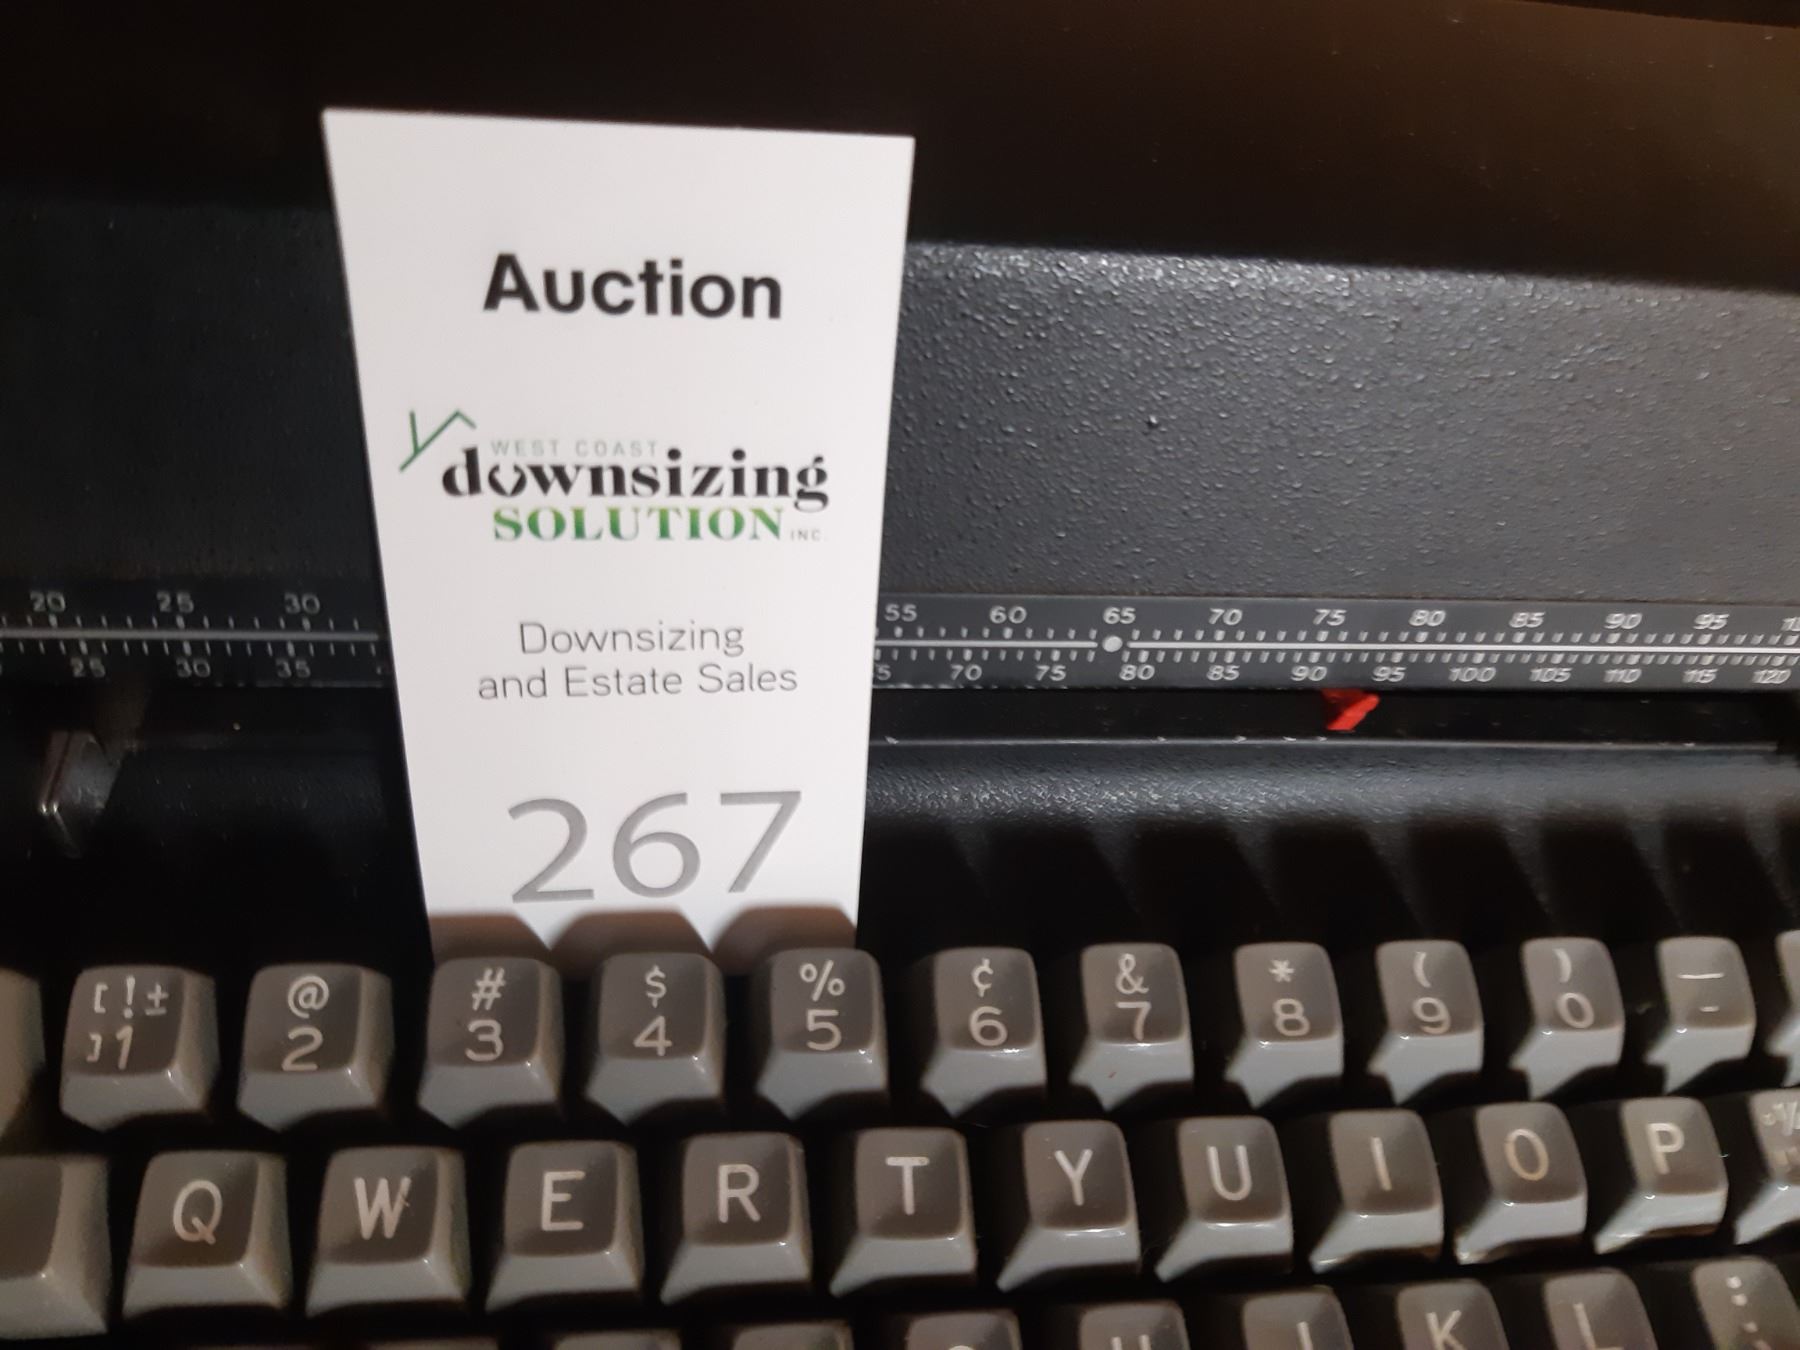 Auction
WEST COAST
downsizing
SOLUTION INC.
Downsizing
and Estate Sales
267
20 25 30 55 60 65 70 75 80 85 90 95
25 30 35 70 75 80 85 90 95 100 105 110 115 120
[ ! ± @ # $ % ¢ & * ( ) —
] 1 2 3 4 5 6 7 8 9 0 -
Q W E R T Y U I O P
K L